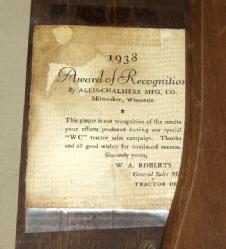 1938
Award of Recognition
By ALLIS-CHALMERS MFG. CO.
Milwaukee, Wisconsin
★
This plaque is our recognition of the results
your efforts produced during our special
"WC" tractor sales campaign. Thanks
and all good wishes for continued success.
Sincerely yours,
W. A. ROBERTS
General Sales M
TRACTOR DI